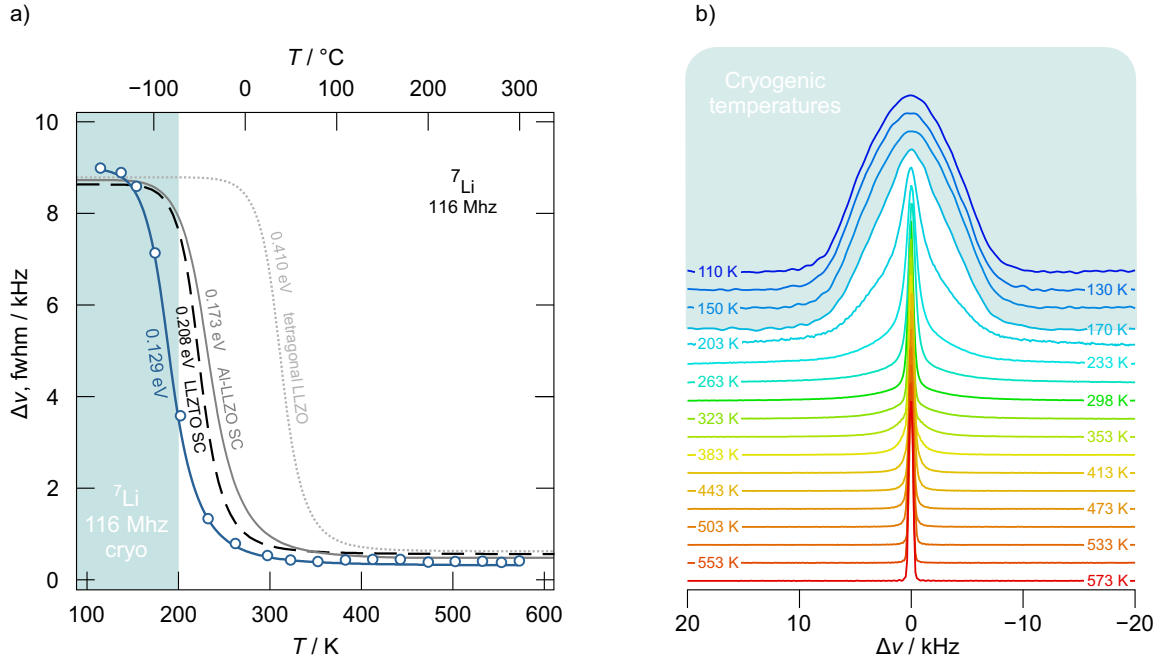 a)
T / °C
−100
0
100
200
300
10
8
6
4
2
0
Δν, fwhm / kHz
⁷Li
116 Mhz
0.410 eV tetragonal LLZO
0.173 eV Al-LLZO SC
0.208 eV LLZTO SC
0.129 eV
⁷Li
116 Mhz
cryo
100
200
300
400
500
600
T / K
b)
Cryogenic
temperatures
110 K
130 K
150 K
170 K
203 K
233 K
263 K
298 K
323 K
353 K
383 K
413 K
443 K
473 K
503 K
533 K
553 K
573 K
20
10
0
−10
−20
Δν / kHz